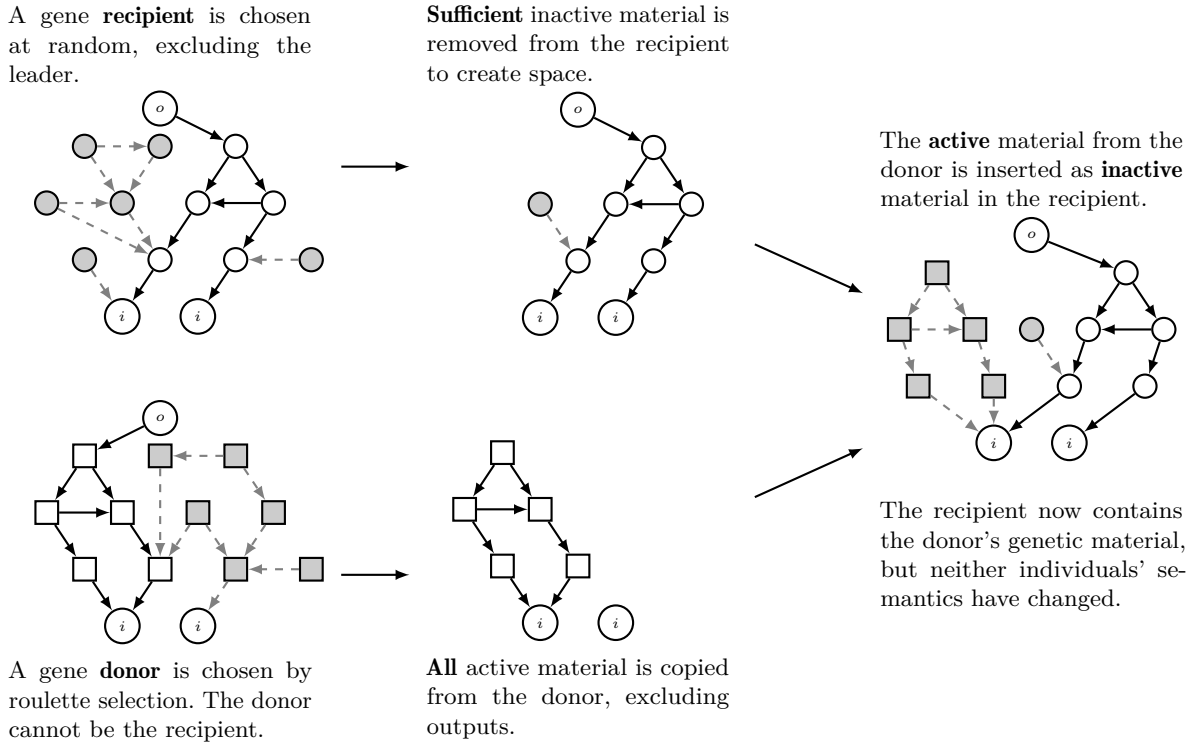 A gene recipient is chosen
at random, excluding the
leader.
o
i
i
Sufficient inactive material is
removed from the recipient
to create space.
o
i
i
A gene donor is chosen by
roulette selection. The donor
cannot be the recipient.
o
i
i
All active material is copied
from the donor, excluding
outputs.
i
i
The active material from the
donor is inserted as inactive
material in the recipient.
o
i
i
The recipient now contains
the donor's genetic material,
but neither individuals' se-
mantics have changed.